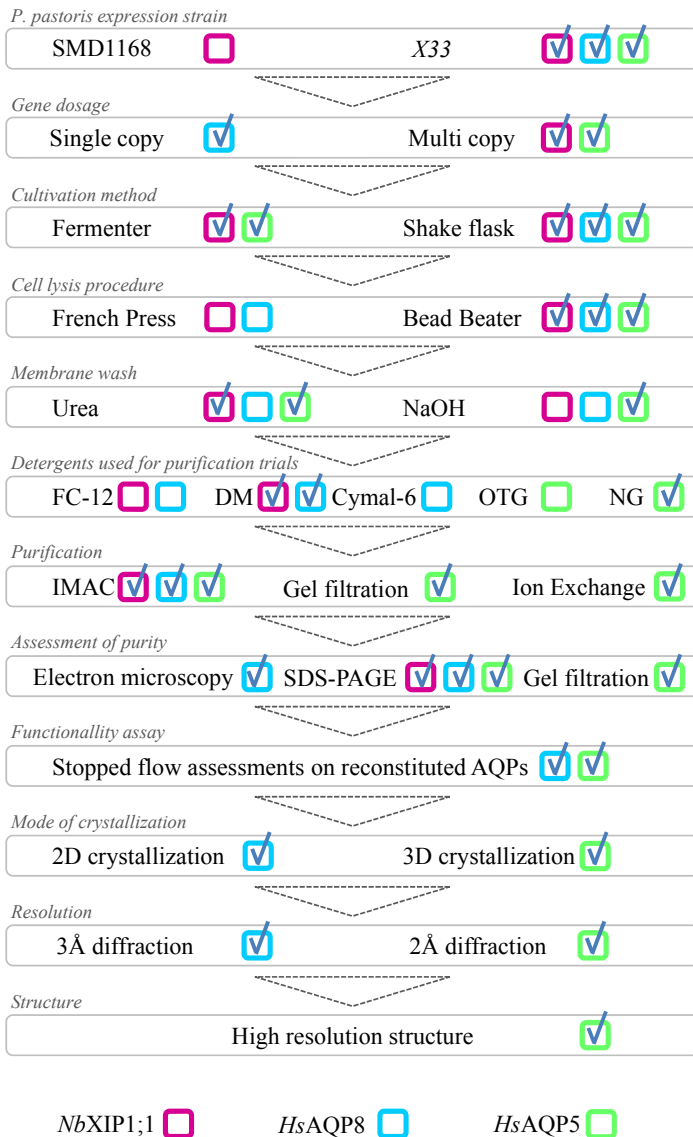 P. pastoris expression strain
SMD1168 X33
Gene dosage
Single copy Multi copy
Cultivation method
Fermenter Shake flask
Cell lysis procedure
French Press Bead Beater
Membrane wash
Urea NaOH
Detergents used for purification trials
FC-12 DM Cymal-6 OTG NG
Purification
IMAC Gel filtration Ion Exchange
Assessment of purity
Electron microscopy SDS-PAGE Gel filtration
Functionallity assay
Stopped flow assessments on reconstituted AQPs
Mode of crystallization
2D crystallization 3D crystallization
Resolution
3Å diffraction 2Å diffraction
Structure
High resolution structure
NbXIP1;1 HsAQP8 HsAQP5